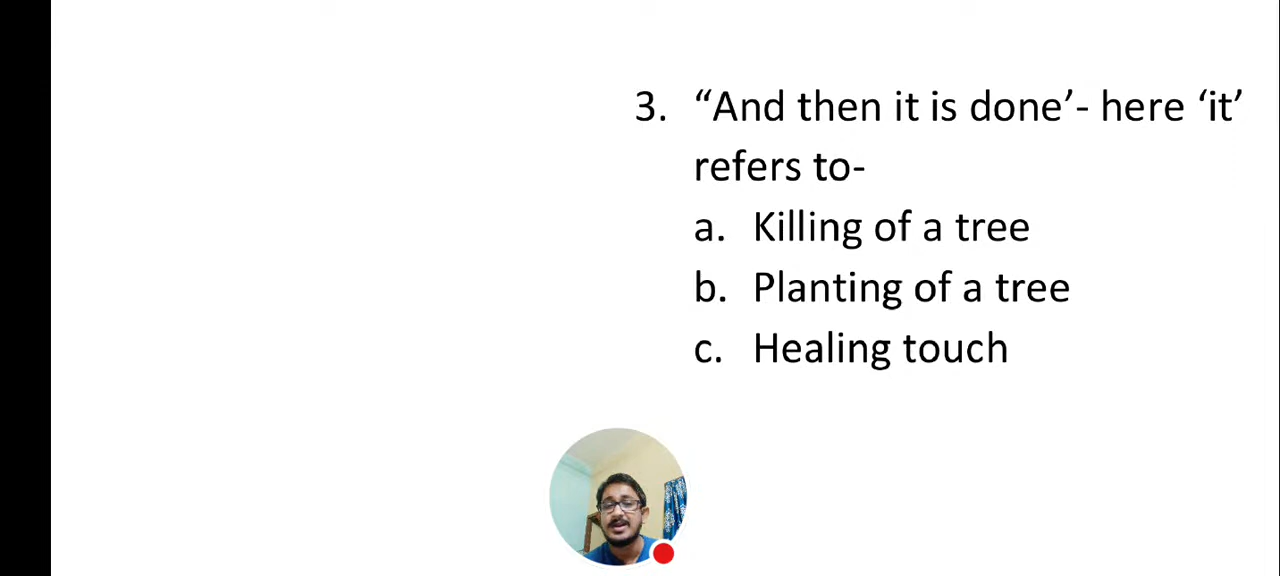 3. “And then it is done’- here ‘it’
refers to-
a. Killing of a tree
b. Planting of a tree
c. Healing touch